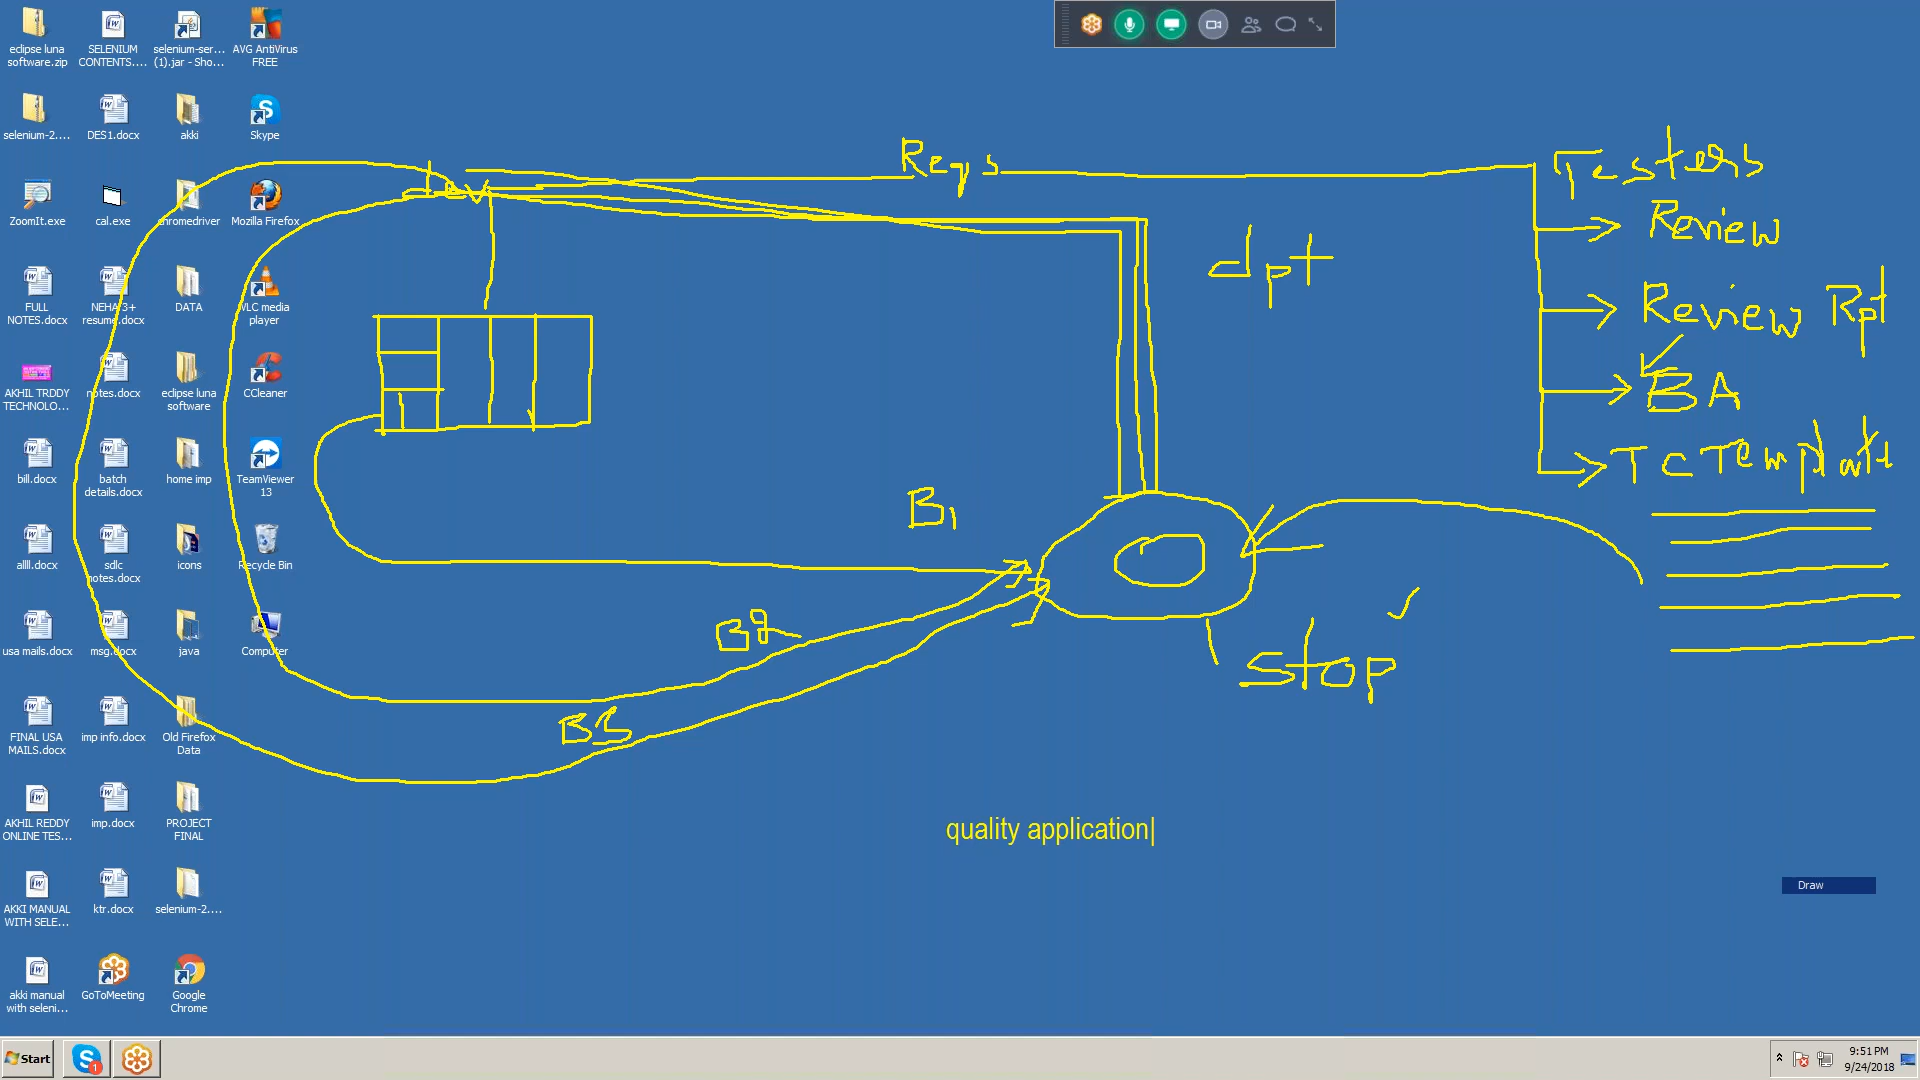 eclipse luna
software.zip
SELENIUM
CONTENTS....
selenium-ser...
(1).jar - Sho...
AVG AntiVirus
FREE
selenium-2....
DES1.docx
akki
Skype
ZoomIt.exe
cal.exe
chromedriver
Mozilla Firefox
FULL
NOTES.docx
NEHA 3+
resume.docx
DATA
VLC media
player
AKHIL TRDDY
TECHNOLO...
notes.docx
eclipse luna
software
CCleaner
bill.docx
batch
details.docx
home imp
TeamViewer
13
allll.docx
sdlc
notes.docx
icons
Recycle Bin
usa mails.docx
msg.docx
java
Computer
FINAL USA
MAILS.docx
imp info.docx
Old Firefox
Data
AKHIL REDDY
ONLINE TES...
imp.docx
PROJECT
FINAL
AKKI MANUAL
WITH SELE...
ktr.docx
selenium-2....
akki manual
with seleni...
GoToMeeting
Google
Chrome
Dev
Reqs
Testers
Review
dpt
Review Rpt
BA
TC Template
B1
B2
B3
Stop
quality application
Draw
Start
1
9:51 PM
9/24/2018